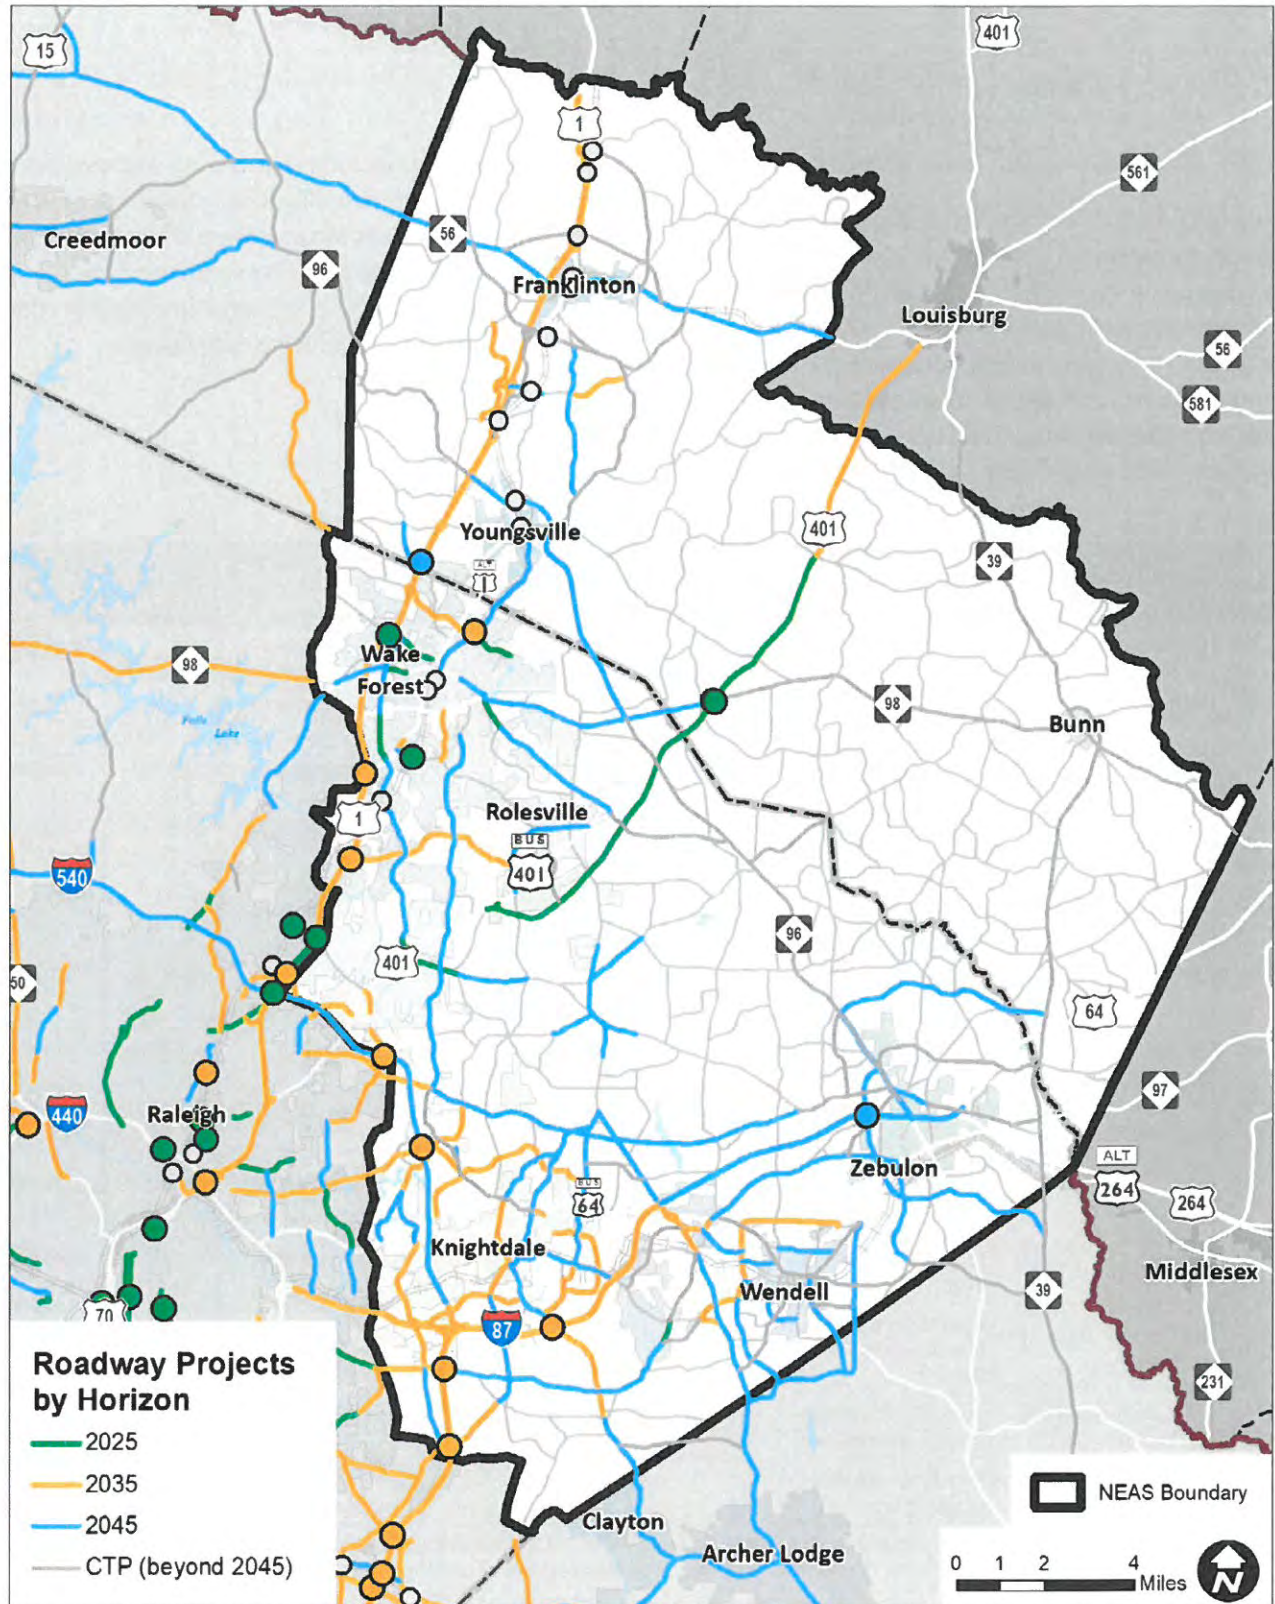 15
401
1
561
Creedmoor
56
96
Franklinton
Louisburg
56
581
401
Youngsville
39
ALT
1
Wake
Forest
98
98
Bunn
Falls
Lake
1
Rolesville
BUS
401
540
96
401
50
64
97
440
Raleigh
ALT
264
264
Zebulon
BUS
64
Knightdale
Middlesex
Wendell
39
70
87
231
Roadway Projects
by Horizon
2025
2035
2045
CTP (beyond 2045)
NEAS Boundary
Clayton
Archer Lodge
0 1 2 4
Miles
N